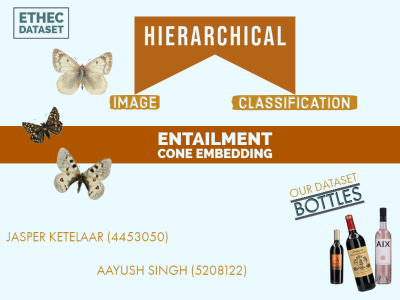 ETHEC
DATASET
HIERARCHICAL
IMAGE
CLASSIFICATION
ENTAILMENT
CONE EMBEDDING
OUR DATASET
BOTTLES
AIX
JASPER KETELAAR (4453050)
AAYUSH SINGH (5208122)